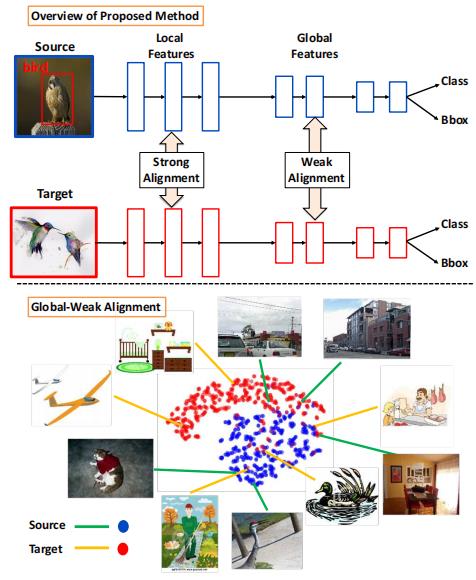 Overview of Proposed Method
Source
Local
Features
Global
Features
bird
Class
Bbox
Strong
Alignment
Weak
Alignment
Target
Class
Bbox
Global-Weak Alignment
Source
Target